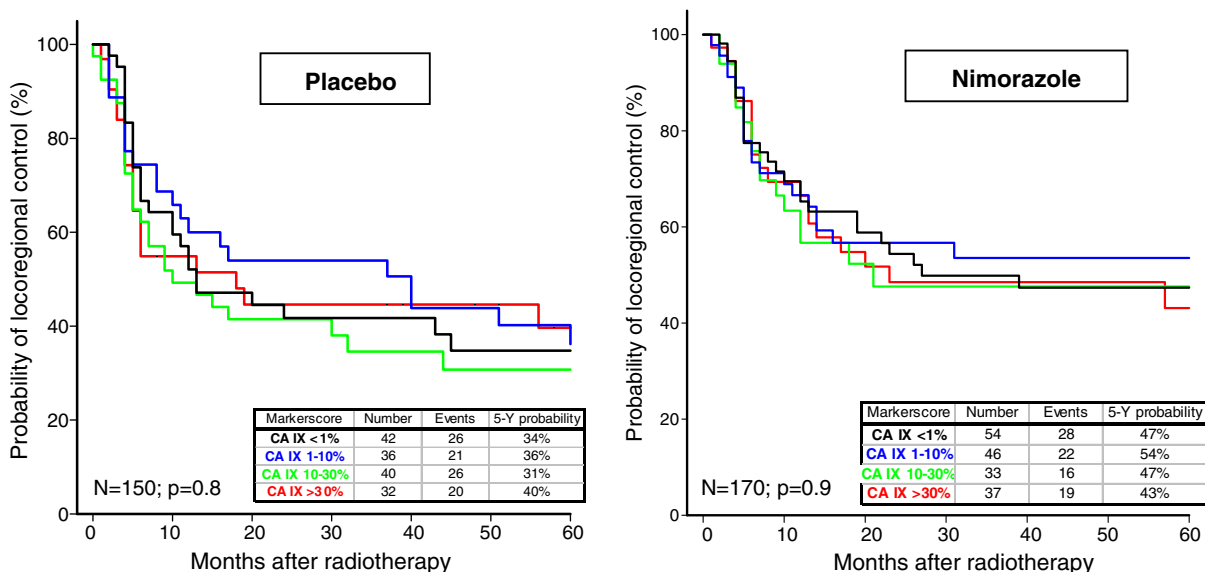 Placebo
Probability of locoregional control (%)
100
80
60
40
20
0
Markerscore Number Events 5-Y probability
CA IX <1% 42 26 34%
CA IX 1-10% 36 21 36%
CA IX 10-30% 40 26 31%
CA IX >30% 32 20 40%
N=150; p=0.8
0 10 20 30 40 50 60
Months after radiotherapy
Nimorazole
Probability of locoregional control (%)
100
80
60
40
20
0
Markerscore Number Events 5-Y probability
CA IX <1% 54 28 47%
CA IX 1-10% 46 22 54%
CA IX 10-30% 33 16 47%
CA IX >30% 37 19 43%
N=170; p=0.9
0 10 20 30 40 50 60
Months after radiotherapy